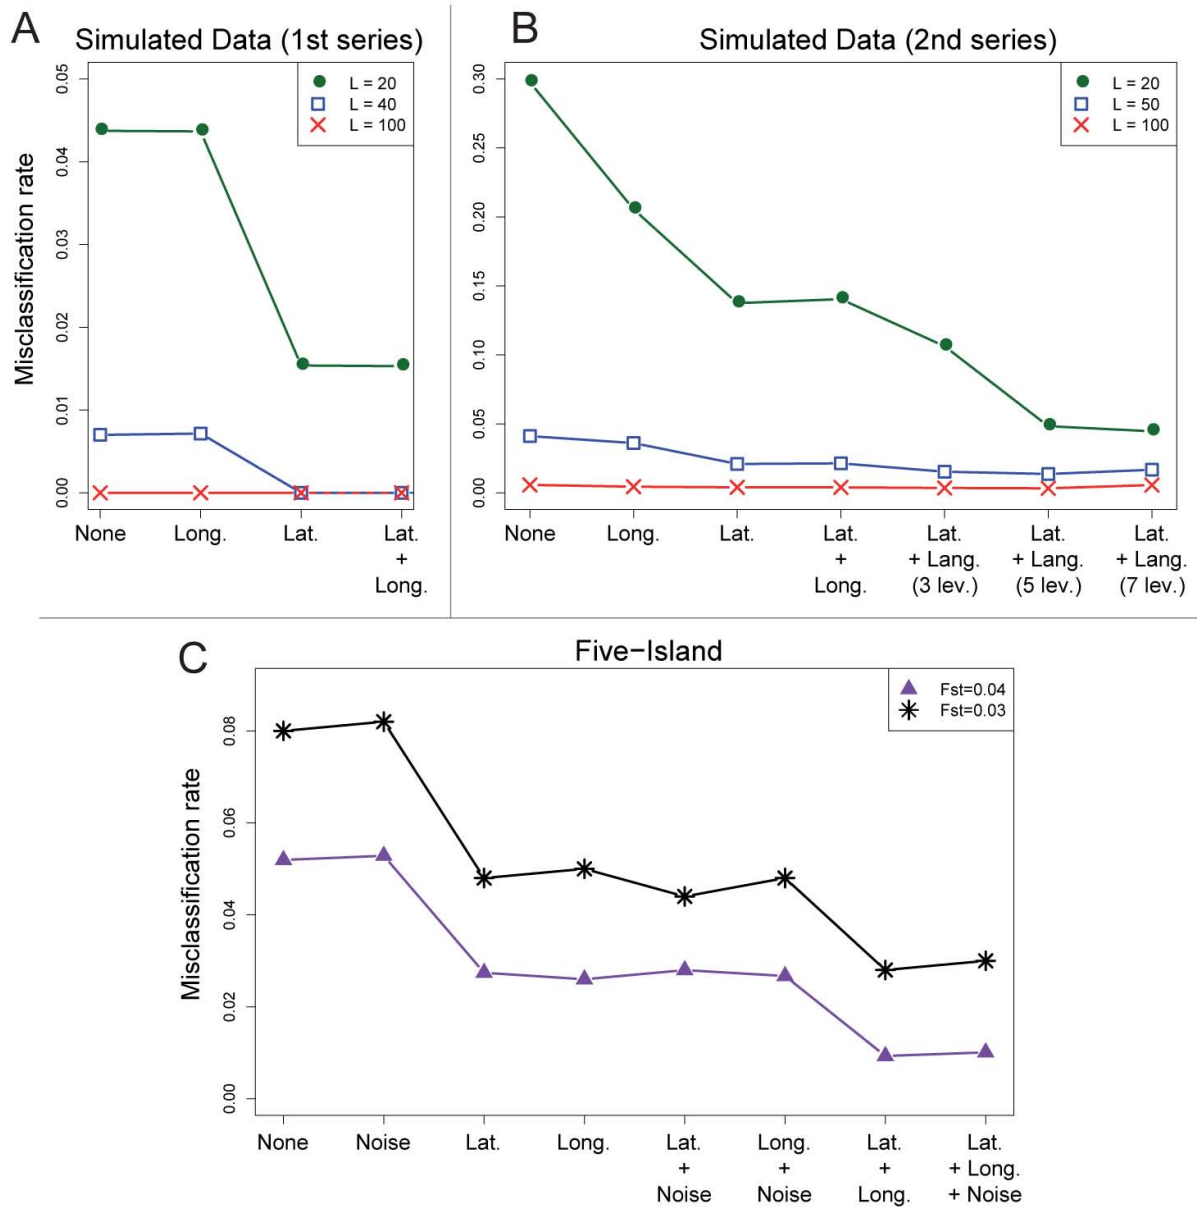 A
Simulated Data (1st series)
Misclassification rate
0.05
0.04
0.03
0.02
0.01
0.00
L = 20
L = 40
L = 100
None
Long.
Lat.
Lat.
+
Long.
B
Simulated Data (2nd series)
0.30
0.25
0.20
0.15
0.10
0.05
0.00
L = 20
L = 50
L = 100
None
Long.
Lat.
Lat.
+
Long.
Lat.
+ Lang.
(3 lev.)
Lat.
+ Lang.
(5 lev.)
Lat.
+ Lang.
(7 lev.)
C
Five−Island
Misclassification rate
0.08
0.06
0.04
0.02
0.00
Fst=0.04
Fst=0.03
None
Noise
Lat.
Long.
Lat.
+
Noise
Long.
+
Noise
Lat.
+
Long.
Lat.
+ Long.
+ Noise